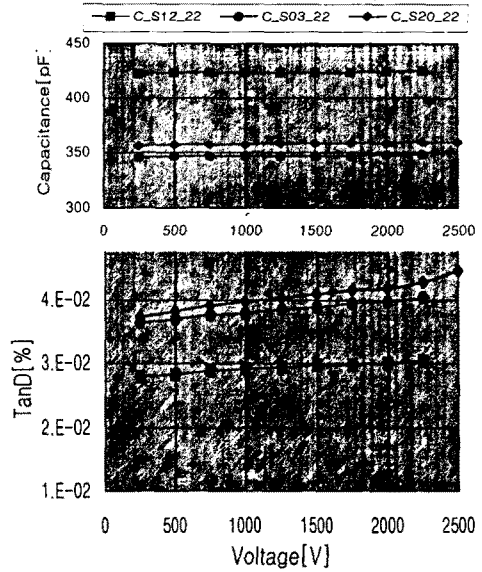 C_S12_22 C_S03_22 C_S20_22
Capacitance[pF]
450
400
350
300
0 500 1000 1500 2000 2500
TanD[%]
4.E-02
3.E-02
2.E-02
1.E-02
0 500 1000 1500 2000 2500
Voltage[V]